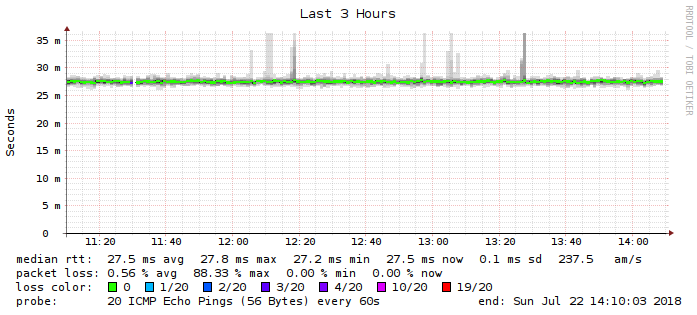 Last 3 Hours
RRDTOOL / TOBI OETIKER
Seconds
35 m
30 m
25 m
20 m
15 m
10 m
5 m
0
11:20 11:40 12:00 12:20 12:40 13:00 13:20 13:40 14:00
median rtt: 27.5 ms avg 27.8 ms max 27.2 ms min 27.5 ms now 0.1 ms sd 237.5 am/s
packet loss: 0.56 % avg 88.33 % max 0.00 % min 0.00 % now
loss color: 0 1/20 2/20 3/20 4/20 10/20 19/20
probe: 20 ICMP Echo Pings (56 Bytes) every 60s end: Sun Jul 22 14:10:03 2018